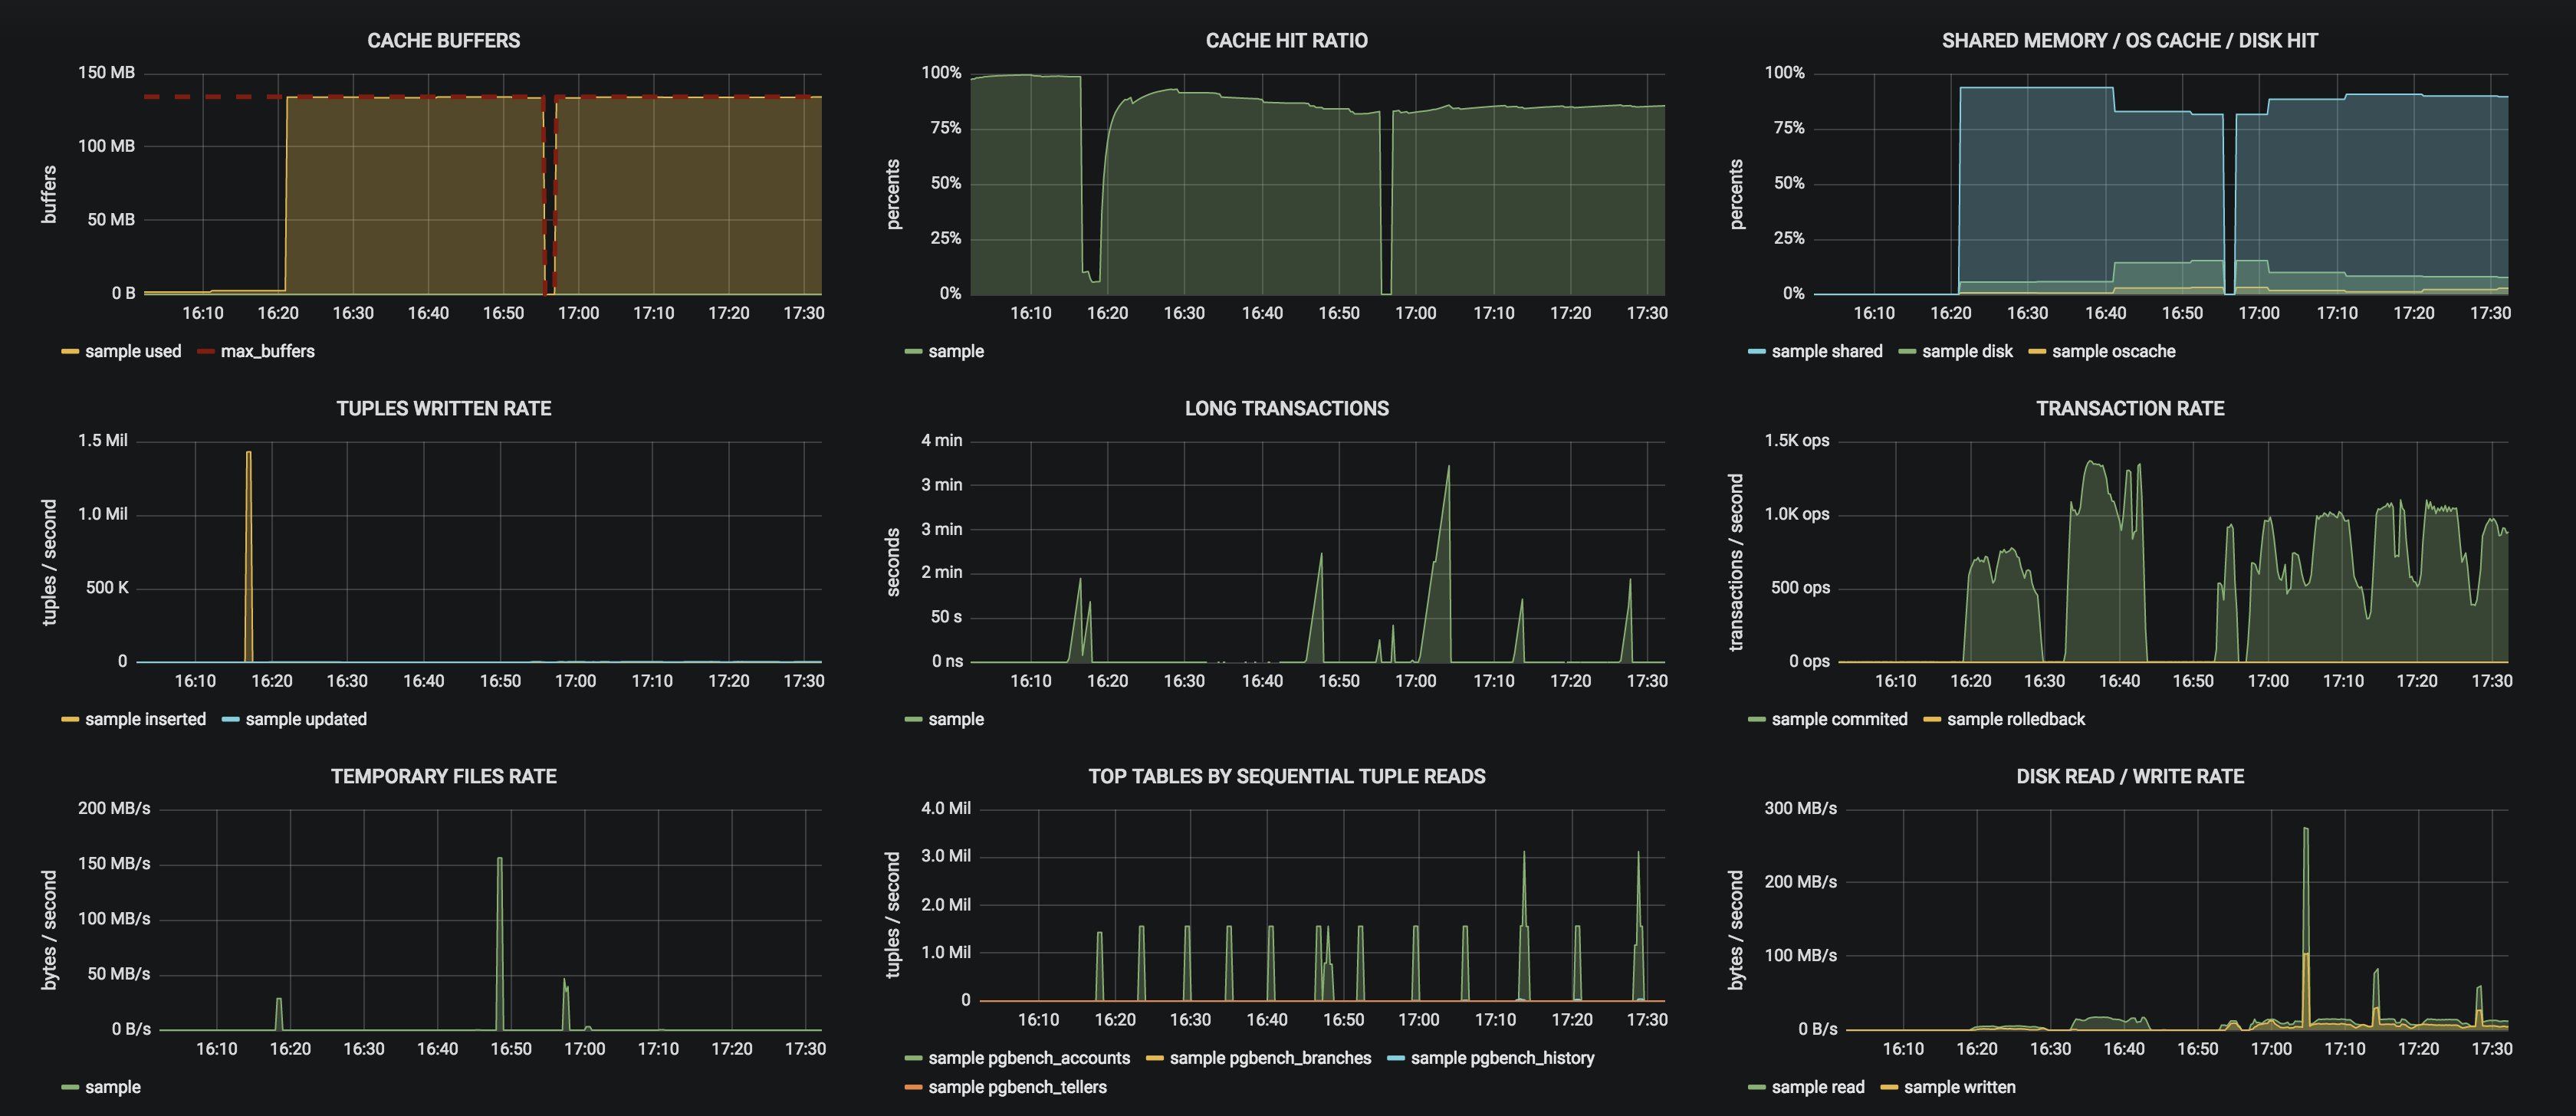 CACHE BUFFERS
150 MB
100 MB
50 MB
0 B
buffers
16:10 16:20 16:30 16:40 16:50 17:00 17:10 17:20 17:30
sample used max_buffers
CACHE HIT RATIO
100%
75%
50%
25%
0%
percents
16:10 16:20 16:30 16:40 16:50 17:00 17:10 17:20 17:30
sample
SHARED MEMORY / OS CACHE / DISK HIT
100%
75%
50%
25%
0%
percents
16:10 16:20 16:30 16:40 16:50 17:00 17:10 17:20 17:30
sample shared sample disk sample oscache
TUPLES WRITTEN RATE
1.5 Mil
1.0 Mil
500 K
0
tuples / second
16:10 16:20 16:30 16:40 16:50 17:00 17:10 17:20 17:30
sample inserted sample updated
LONG TRANSACTIONS
4 min
3 min
3 min
2 min
50 s
0 ns
seconds
16:10 16:20 16:30 16:40 16:50 17:00 17:10 17:20 17:30
sample
TRANSACTION RATE
1.5K ops
1.0K ops
500 ops
0 ops
transactions / second
16:10 16:20 16:30 16:40 16:50 17:00 17:10 17:20 17:30
sample commited sample rolledback
TEMPORARY FILES RATE
200 MB/s
150 MB/s
100 MB/s
50 MB/s
0 B/s
bytes / second
16:10 16:20 16:30 16:40 16:50 17:00 17:10 17:20 17:30
sample
TOP TABLES BY SEQUENTIAL TUPLE READS
4.0 Mil
3.0 Mil
2.0 Mil
1.0 Mil
0
tuples / second
16:10 16:20 16:30 16:40 16:50 17:00 17:10 17:20 17:30
sample pgbench_accounts sample pgbench_branches sample pgbench_history
sample pgbench_tellers
DISK READ / WRITE RATE
300 MB/s
200 MB/s
100 MB/s
0 B/s
bytes / second
16:10 16:20 16:30 16:40 16:50 17:00 17:10 17:20 17:30
sample read sample written